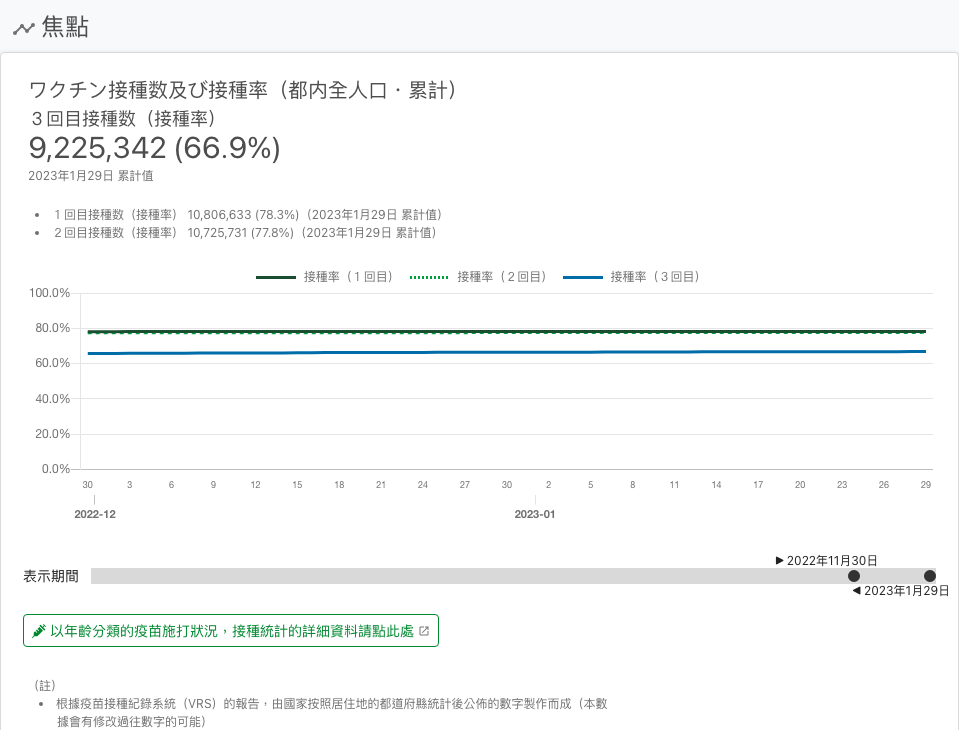 焦點
ワクチン接種数及び接種率（都内全人口・累計）
３回目接種数（接種率）
9,225,342 (66.9%)
2023年1月29日 累計值
• １回目接種数（接種率） 10,806,633 (78.3%)（2023年1月29日 累計值）
• ２回目接種数（接種率） 10,725,731 (77.8%)（2023年1月29日 累計值）
接種率（１回目） 接種率（２回目） 接種率（３回目）
100.0%
80.0%
60.0%
40.0%
20.0%
0.0%
30 3 6 9 12 15 18 21 24 27 30 2 5 8 11 14 17 20 23 26 29
2022-12 2023-01
▶ 2022年11月30日
表示期間
◀ 2023年1月29日
以年齡分類的疫苗施打狀況，接種統計的詳細資料請點此處
（註）
• 根據疫苗接種紀錄系統（VRS）的報告，由國家按照居住地的都道府縣統計後公佈的數字製作而成（本數
據會有修改過往數字的可能）